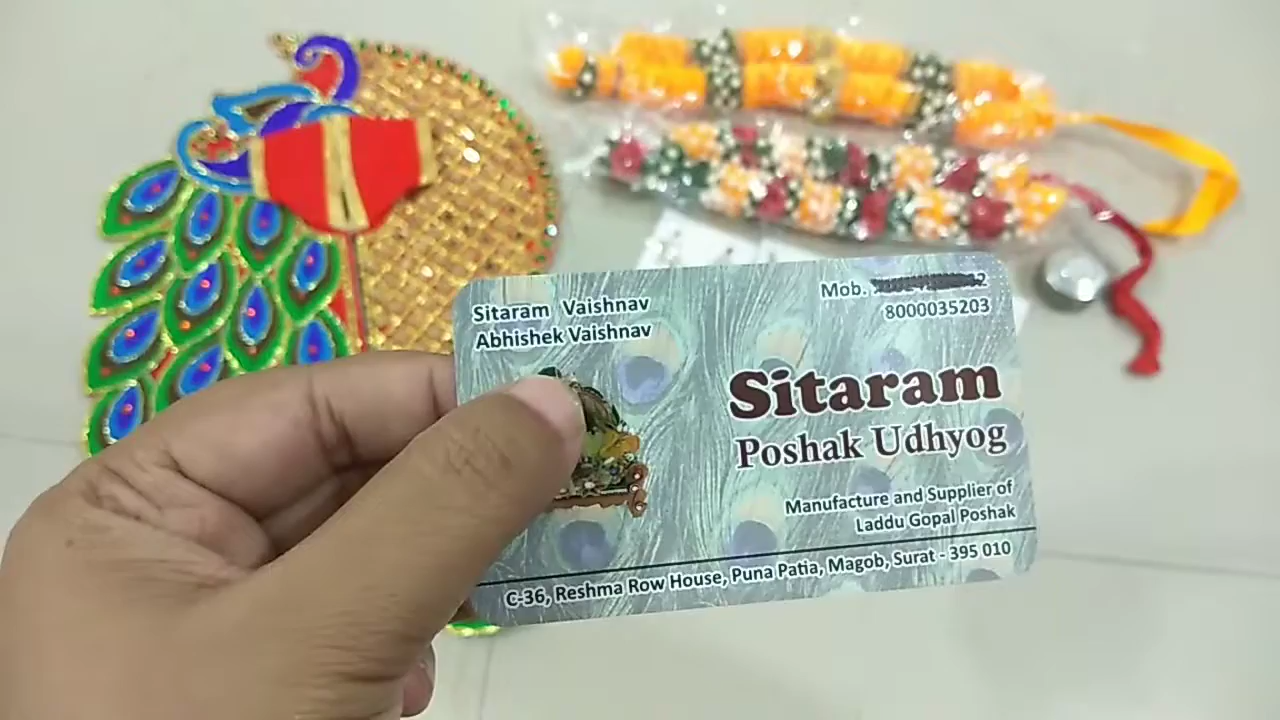 Sitaram Vaishnav
Abhishek Vaishnav
Mob.
8000035203
Sitaram
Poshak Udhyog
Manufacture and Supplier of
Laddu Gopal Poshak
C-36, Reshma Row House, Puna Patia, Magob, Surat - 395 010